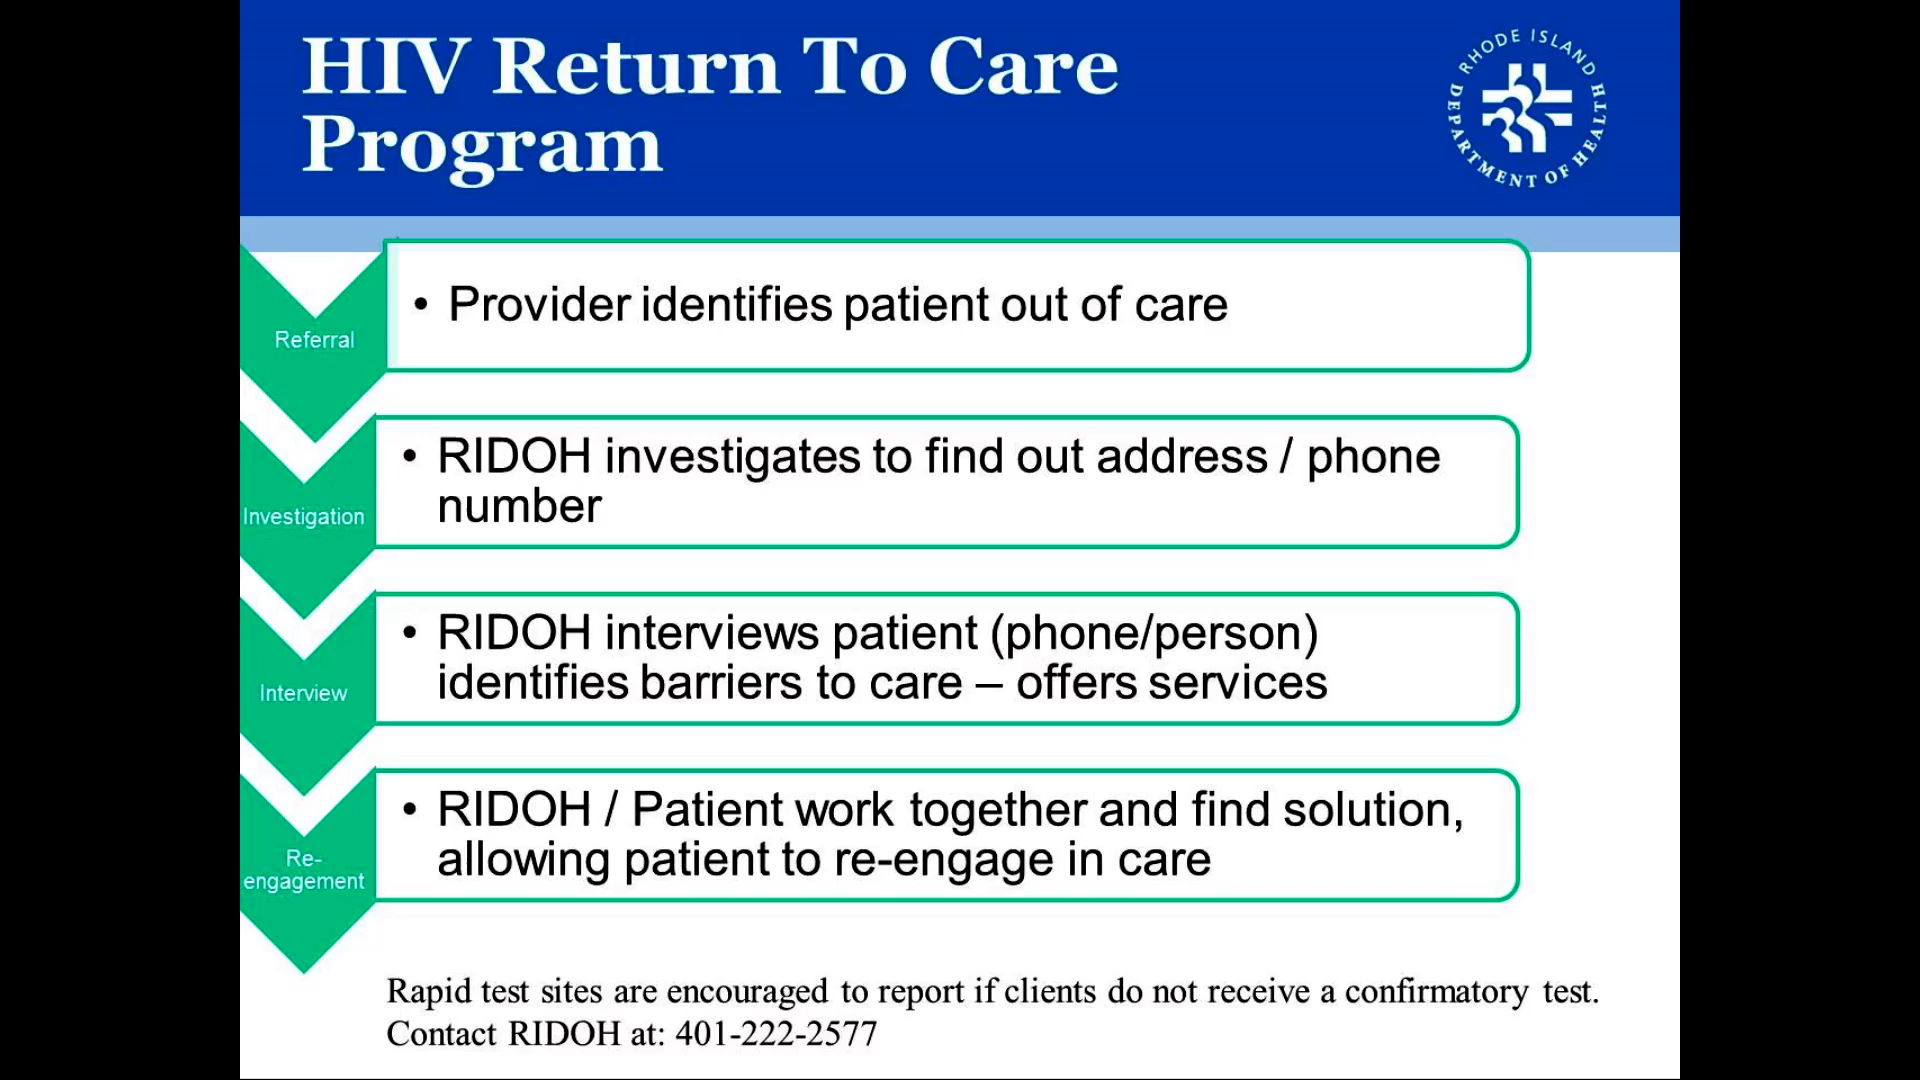 HIV Return To Care
Program
RHODE ISLAND
DEPARTMENT OF HEALTH
Referral
• Provider identifies patient out of care
Investigation
• RIDOH investigates to find out address / phone
number
Interview
• RIDOH interviews patient (phone/person)
identifies barriers to care – offers services
Re-
engagement
• RIDOH / Patient work together and find solution,
allowing patient to re-engage in care
Rapid test sites are encouraged to report if clients do not receive a confirmatory test.
Contact RIDOH at: 401-222-2577